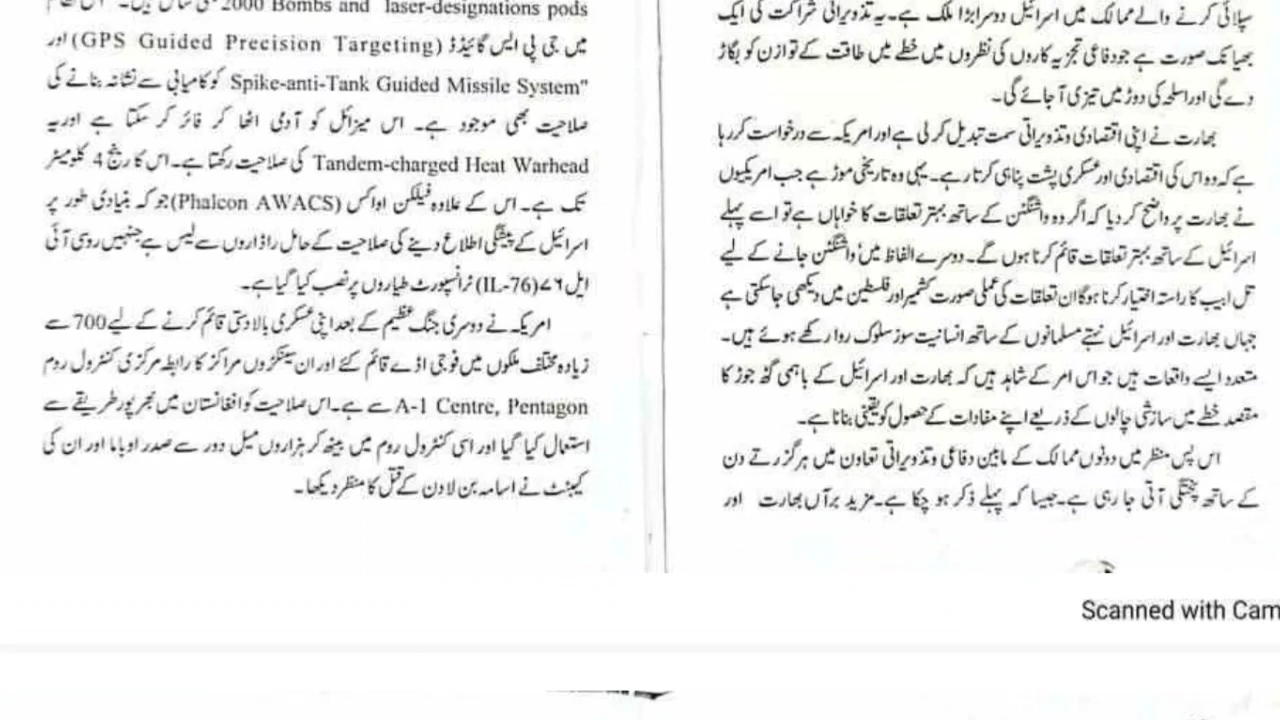 سپلائی کرنے والے ممالک میں اسرائیل دوسرا بڑا ملک ہے۔ یہ تذویراتی شراکت کی ایک
بھیانک صورت ہے جو دفاعی تجزیہ کاروں کی نظروں میں خطے میں طاقت کے توازن کو بگاڑ
دے گی اور اسلحہ کی دوڑ میں تیزی آ جائے گی۔
بھارت نے اپنی اقتصادی و تذویراتی سمت تبدیل کر لی ہے اور امریکہ سے درخواست کر رہا
ہے کہ وہ اس کی اقتصادی اور عسکری پشت پناہی کرتا رہے۔ یہی وہ تاریخی موڑ ہے جب امریکیوں
نے بھارت پر واضح کر دیا کہ اگر وہ واشنگٹن کے ساتھ بہتر تعلقات کا خواہاں ہے تو اسے پہلے
اسرائیل کے ساتھ بہتر تعلقات قائم کرنا ہوں گے۔ دوسرے الفاظ میں 'واشنگٹن جانے کے لیے
تل ابیب کا راستہ اختیار کرنا ہوگا ان تعلقات کی عملی صورت کشمیر اور فلسطین میں دیکھی جا سکتی ہے
جہاں بھارت اور اسرائیل نہتے مسلمانوں کے ساتھ انسانیت سوز سلوک روا رکھے ہوئے ہیں۔
متعدد ایسے واقعات ہیں جو اس امر کے شاہد ہیں کہ بھارت اور اسرائیل کے باہمی گٹھ جوڑ کا
مقصد خطے میں سازشی چالوں کے ذریعے اپنے مفادات کے حصول کو یقینی بنانا ہے۔
اس پس منظر میں دونوں ممالک کے مابین دفاعی و تذویراتی تعاون میں ہر گزرتے دن
کے ساتھ پختگی آتی جا رہی ہے۔ جیسا کہ پہلے ذکر ہو چکا ہے۔ مزید برآں بھارت اور
2000 Bombs and laser-designations pods
میں جی پی ایس گائیڈڈ (GPS Guided Precision Targeting) اور
"Spike-anti-Tank Guided Missile System کو کامیابی سے نشانہ بنانے کی
صلاحیت بھی موجود ہے۔ اس میزائل کو آدمی اٹھا کر فائر کر سکتا ہے اور یہ
Tandem-charged Heat Warhead کی صلاحیت رکھتا ہے۔ اس کا رینج 4 کلومیٹر
تک ہے۔ اس کے علاوہ فیلکن اواکس (Phalcon AWACS) جو کہ بنیادی طور پر
اسرائیل کے پیشگی اطلاع دینے کی صلاحیت کے حامل راڈاروں سے لیس ہے جنہیں روسی آئی
ایل ۷۶ (IL-76) ٹرانسپورٹ طیاروں پر نصب کیا گیا ہے۔
امریکہ نے دوسری جنگ عظیم کے بعد اپنی عسکری بالادستی قائم کرنے کے لیے 700 سے
زیادہ مختلف ملکوں میں فوجی اڈے قائم کئے اور ان سینکڑوں مراکز کا رابطہ مرکزی کنٹرول روم
A-1 Centre, Pentagon سے ہے۔ اس صلاحیت کو افغانستان میں بھرپور طریقے سے
استعمال کیا گیا اور اسی کنٹرول روم میں بیٹھ کر ہزاروں میل دور سے صدر اوباما اور ان کی
کیبنٹ نے اسامہ بن لادن کے قتل کا منظر دیکھا۔
Scanned with Cam